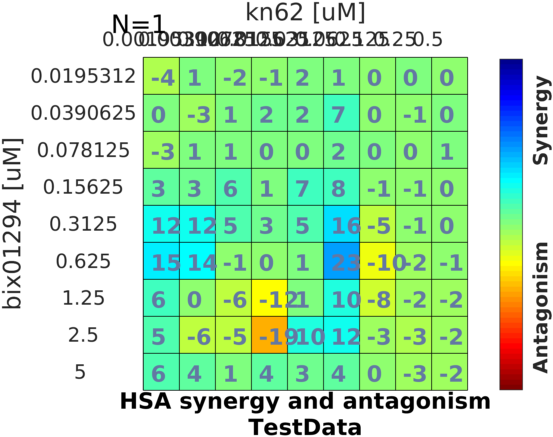 kn62 [uM]
N=1
0.25 0.5
0.0195312 -4 1 -2 -1 2 1 0 0 0
0.0390625 0 -3 1 2 2 7 0 -1 0
0.078125 -3 1 1 0 0 2 0 0 1
0.15625 3 3 6 1 7 8 -1 -1 0
0.3125 12 12 5 3 5 16 -5 -1 0
0.625 15 14 -1 0 1 23 -10 -2 -1
1.25 6 0 -6 -12 1 10 -8 -2 -2
2.5 5 -6 -5 -19 10 12 -3 -3 -2
5 6 4 1 4 3 4 0 -3 -2
bix01294 [uM]
Synergy
Antagonism
HSA synergy and antagonism
TestData